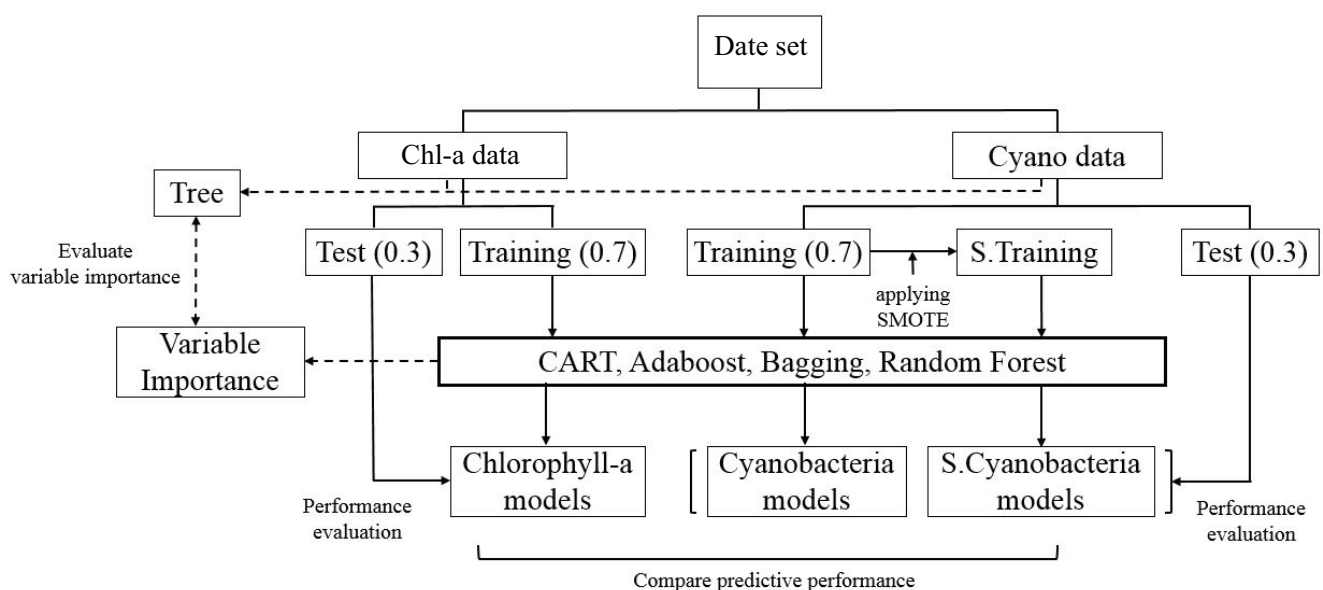 Date set
Chl-a data
Cyano data
Tree
Evaluate
variable importance
Test (0.3)
Training (0.7)
Training (0.7)
S.Training
Test (0.3)
applying
SMOTE
Variable
Importance
CART, Adaboost, Bagging, Random Forest
Chlorophyll-a
models
Cyanobacteria
models
S.Cyanobacteria
models
Performance
evaluation
Performance
evaluation
Compare predictive performance